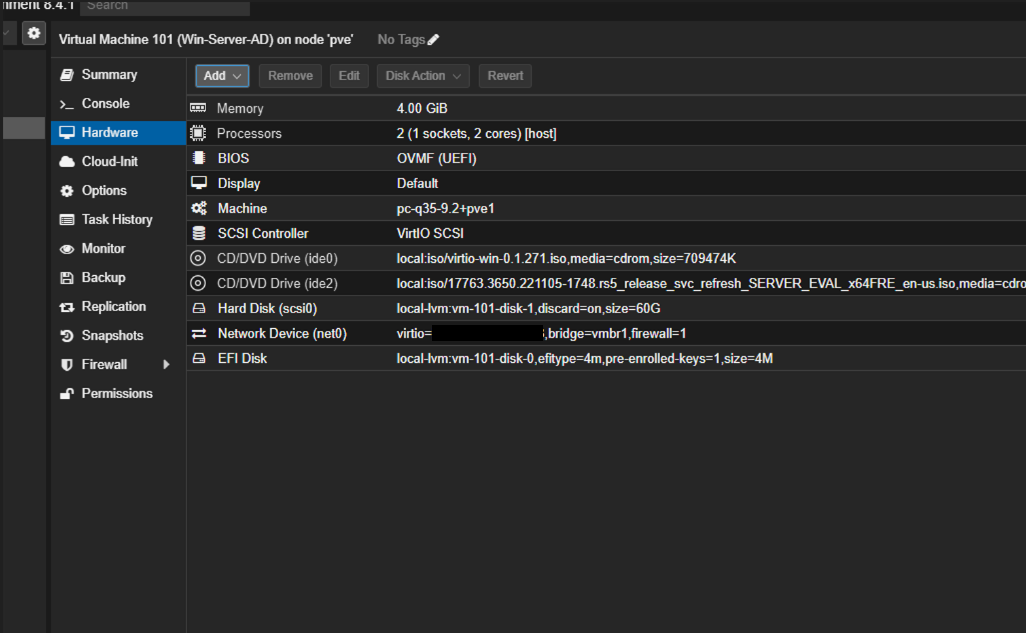 nment 8.4.1
Search
Virtual Machine 101 (Win-Server-AD) on node 'pve' No Tags
Summary
Console
Hardware
Cloud-Init
Options
Task History
Monitor
Backup
Replication
Snapshots
Firewall
Permissions
Add Remove Edit Disk Action Revert
Memory 4.00 GiB
Processors 2 (1 sockets, 2 cores) [host]
BIOS OVMF (UEFI)
Display Default
Machine pc-q35-9.2+pve1
SCSI Controller VirtIO SCSI
CD/DVD Drive (ide0) local:iso/virtio-win-0.1.271.iso,media=cdrom,size=709474K
CD/DVD Drive (ide2) local:iso/17763.3650.221105-1748.rs5_release_svc_refresh_SERVER_EVAL_x64FRE_en-us.iso,media=cdro
Hard Disk (scsi0) local-lvm:vm-101-disk-1,discard=on,size=60G
Network Device (net0) virtio= ,bridge=vmbr1,firewall=1
EFI Disk local-lvm:vm-101-disk-0,efitype=4m,pre-enrolled-keys=1,size=4M